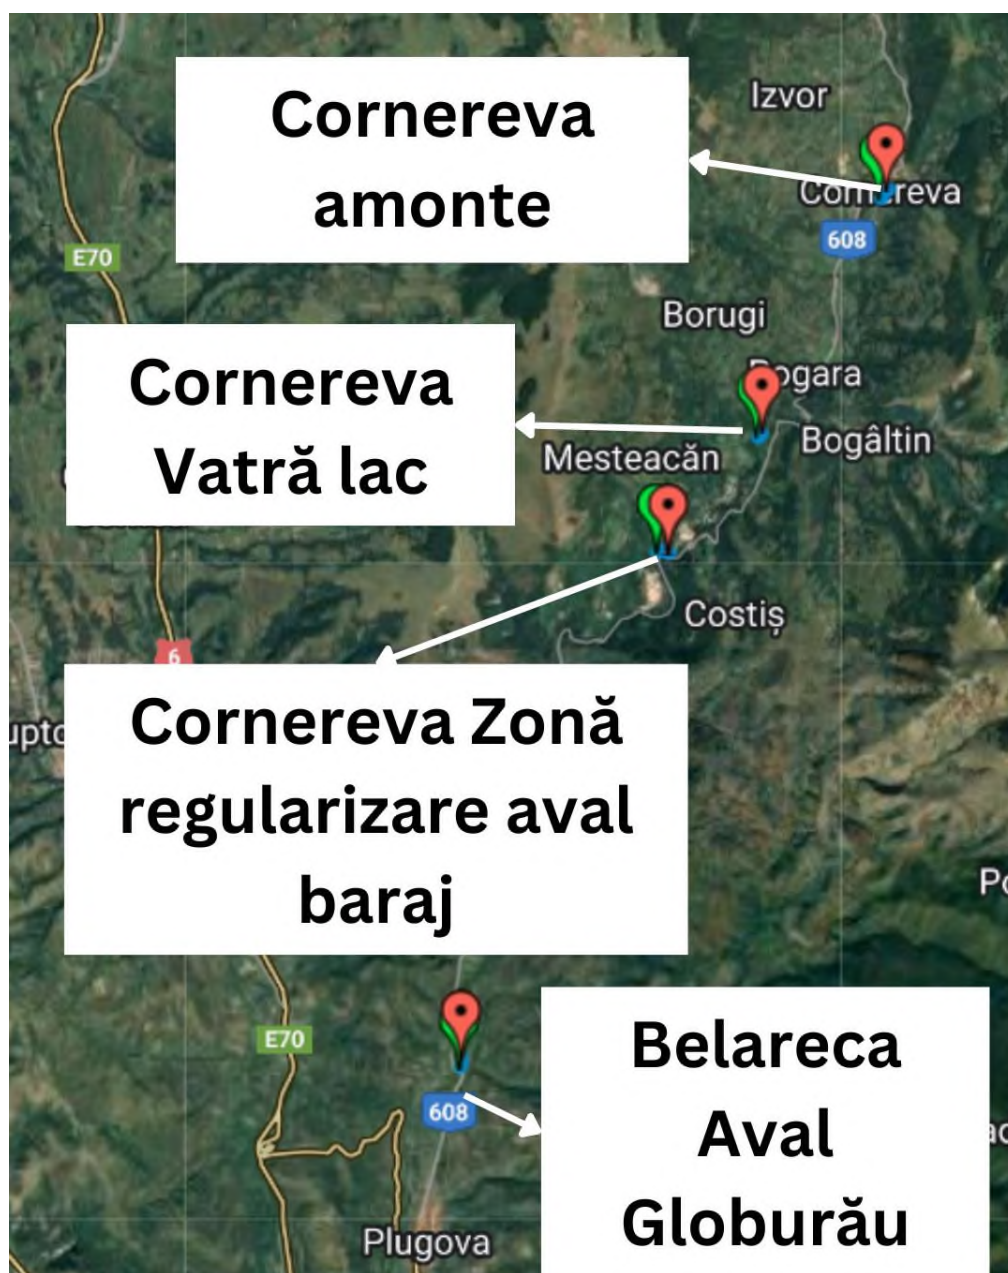 Izvor
Cornereva
amonte
Cornereva
608
E70
Borugi
Cornereva
Vatră lac
Bogara
Bogâltin
Mesteacăn
Costiș
6
Cornereva Zonă
regularizare aval
baraj
E70
608
Belareca
Aval
Globurău
Plugova